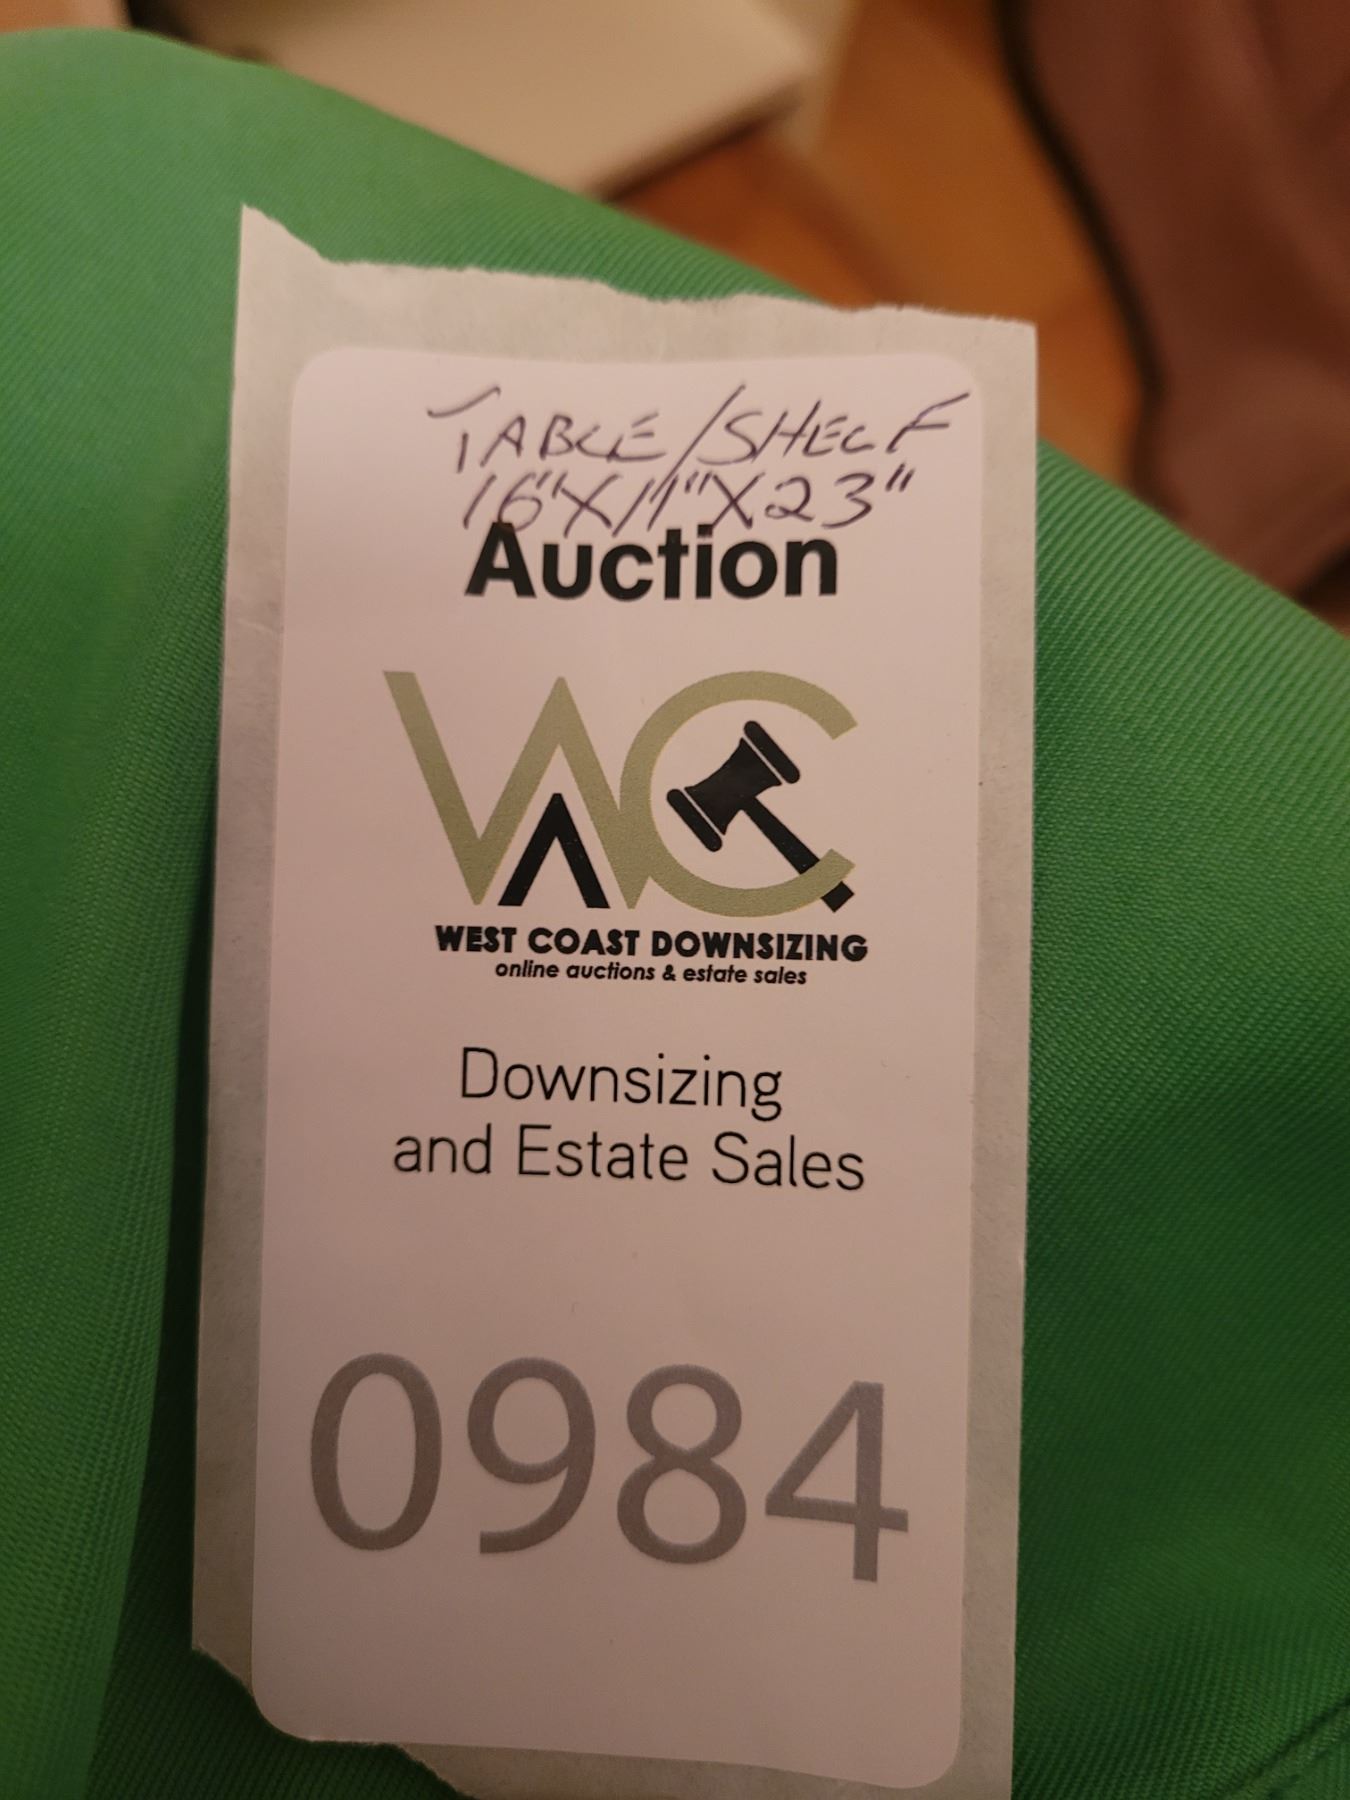 TABLE/SHELF
16"X11"X23"
Auction
WC
WEST COAST DOWNSIZING
online auctions & estate sales
Downsizing
and Estate Sales
0984